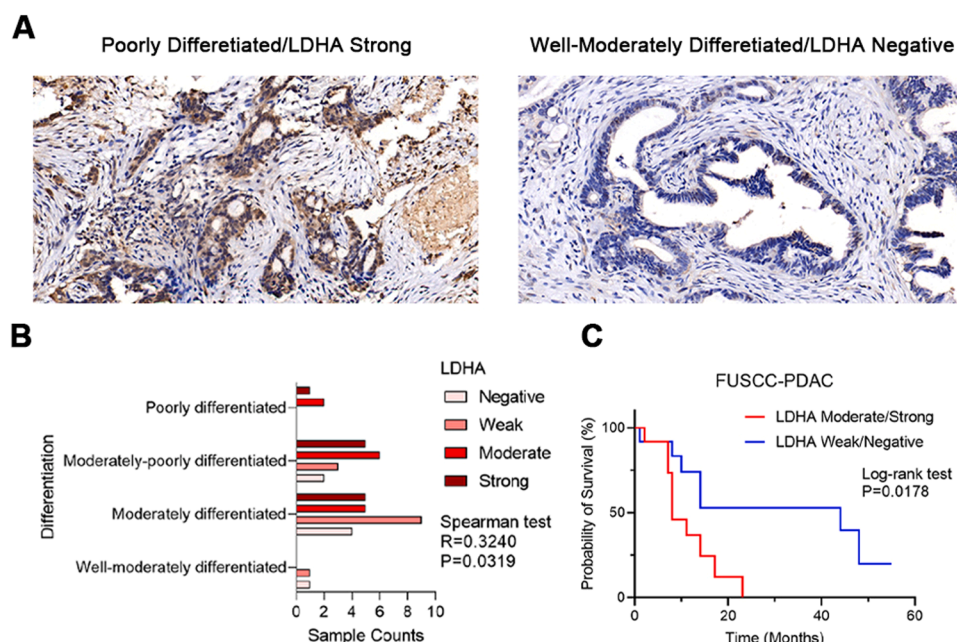 A
Poorly Differetiated/LDHA Strong
Well-Moderately Differetiated/LDHA Negative
B
Differentiation
Poorly differentiated
Moderately-poorly differentiated
Moderately differentiated
Well-moderately differentiated
0 2 4 6 8 10
Sample Counts
LDHA
Negative
Weak
Moderate
Strong
Spearman test
R=0.3240
P=0.0319
C
FUSCC-PDAC
LDHA Moderate/Strong
LDHA Weak/Negative
Log-rank test
P=0.0178
Probability of Survival (%)
100
50
0
0 20 40 60
Time (Months)